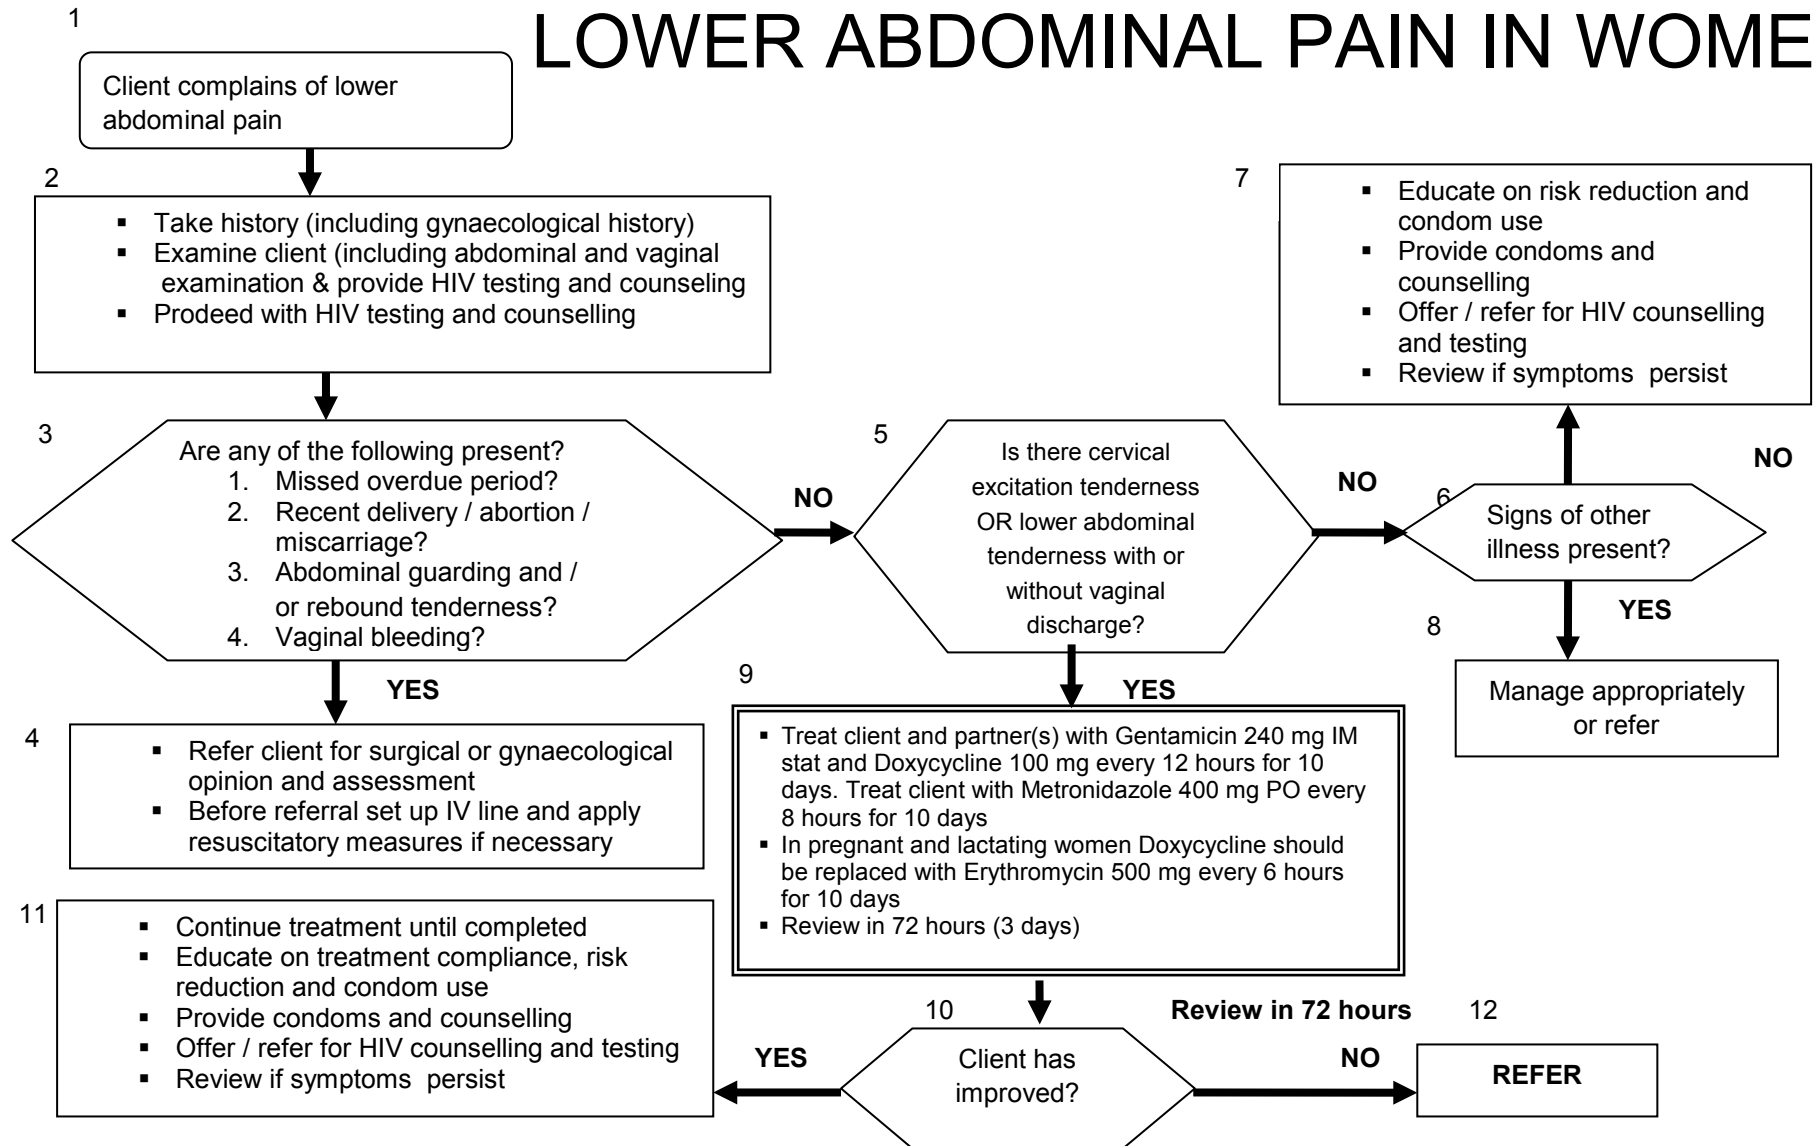 LOWER ABDOMINAL PAIN IN WOME
1
Client complains of lower
abdominal pain
2
▪ Take history (including gynaecological history)
▪ Examine client (including abdominal and vaginal
examination & provide HIV testing and counseling
▪ Prodeed with HIV testing and counselling
3
Are any of the following present?
1. Missed overdue period?
2. Recent delivery / abortion /
miscarriage?
3. Abdominal guarding and /
or rebound tenderness?
4. Vaginal bleeding?
NO
YES
4
▪ Refer client for surgical or gynaecological
opinion and assessment
▪ Before referral set up IV line and apply
resuscitatory measures if necessary
5
Is there cervical
excitation tenderness
OR lower abdominal
tenderness with or
without vaginal
discharge?
NO
YES
6
Signs of other
illness present?
NO
YES
7
▪ Educate on risk reduction and
condom use
▪ Provide condoms and
counselling
▪ Offer / refer for HIV counselling
and testing
▪ Review if symptoms persist
8
Manage appropriately
or refer
9
▪ Treat client and partner(s) with Gentamicin 240 mg IM
stat and Doxycycline 100 mg every 12 hours for 10
days. Treat client with Metronidazole 400 mg PO every
8 hours for 10 days
▪ In pregnant and lactating women Doxycycline should
be replaced with Erythromycin 500 mg every 6 hours
for 10 days
▪ Review in 72 hours (3 days)
10
Review in 72 hours
Client has
improved?
YES
NO
11
▪ Continue treatment until completed
▪ Educate on treatment compliance, risk
reduction and condom use
▪ Provide condoms and counselling
▪ Offer / refer for HIV counselling and testing
▪ Review if symptoms persist
12
REFER